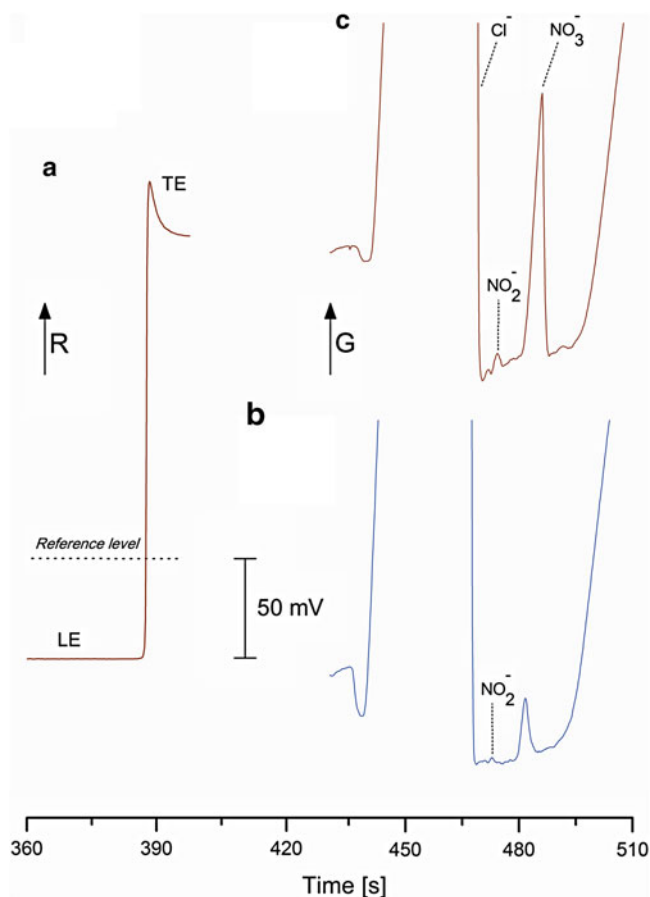 c
Cl⁻
NO₃⁻
a
TE
NO₂⁻
R
G
b
Reference level
50 mV
LE
NO₂⁻
360 390 420 450 480 510
Time [s]